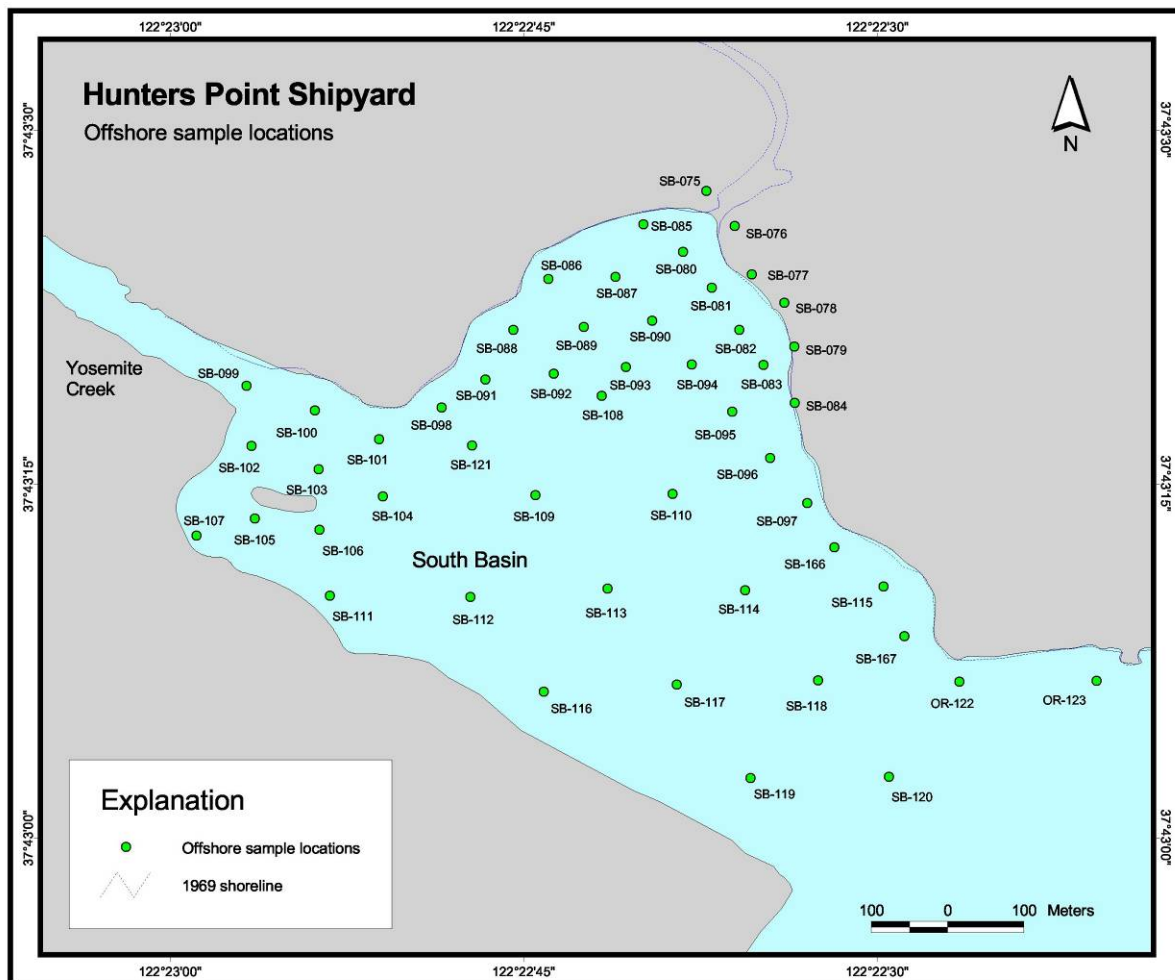 122°23'00"
122°22'45"
122°22'30"
Hunters Point Shipyard
Offshore sample locations
37°43'30"
37°43'30"
N
SB-075
SB-085
SB-076
SB-086
SB-080
SB-077
SB-087
SB-081
SB-078
SB-090
SB-088
SB-089
SB-082
SB-079
Yosemite
Creek
SB-099
SB-091
SB-092
SB-093
SB-094
SB-083
SB-108
SB-084
SB-098
SB-095
SB-100
SB-101
SB-121
SB-102
SB-096
SB-103
37°43'15"
37°43'15"
SB-104
SB-109
SB-110
SB-097
SB-107
SB-105
SB-106
South Basin
SB-166
SB-111
SB-112
SB-113
SB-114
SB-115
SB-167
SB-116
SB-117
SB-118
OR-122
OR-123
SB-119
SB-120
Explanation
Offshore sample locations
1969 shoreline
37°43'00"
37°43'00"
100 0 100 Meters
122°23'00"
122°22'45"
122°22'30"